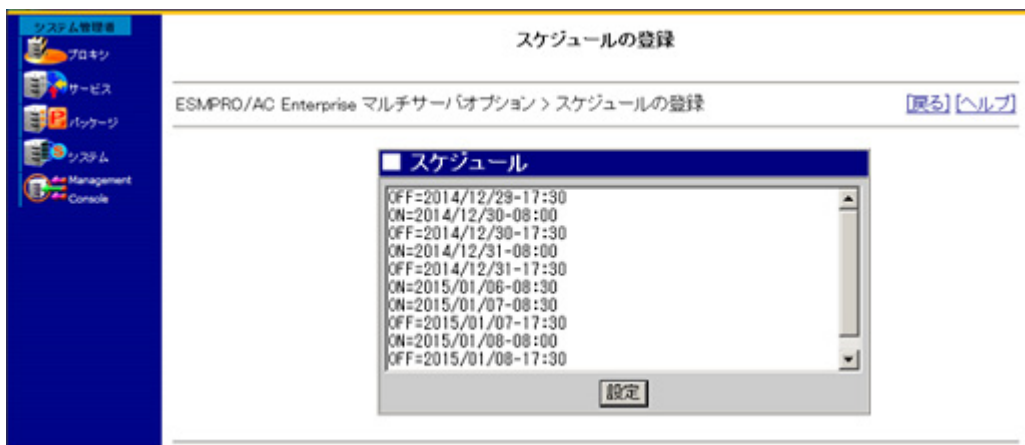 システム管理者
プロキシ
サービス
パッケージ
システム
Management
Console
スケジュールの登録
ESMPRO/AC Enterprise マルチサーバオプション > スケジュールの登録 [戻る] [ヘルプ]
■ スケジュール
OFF=2014/12/29-17:30
ON=2014/12/30-08:00
OFF=2014/12/30-17:30
ON=2014/12/31-08:00
OFF=2014/12/31-17:30
ON=2015/01/06-08:30
ON=2015/01/07-08:30
OFF=2015/01/07-17:30
ON=2015/01/08-08:00
OFF=2015/01/08-17:30
設定